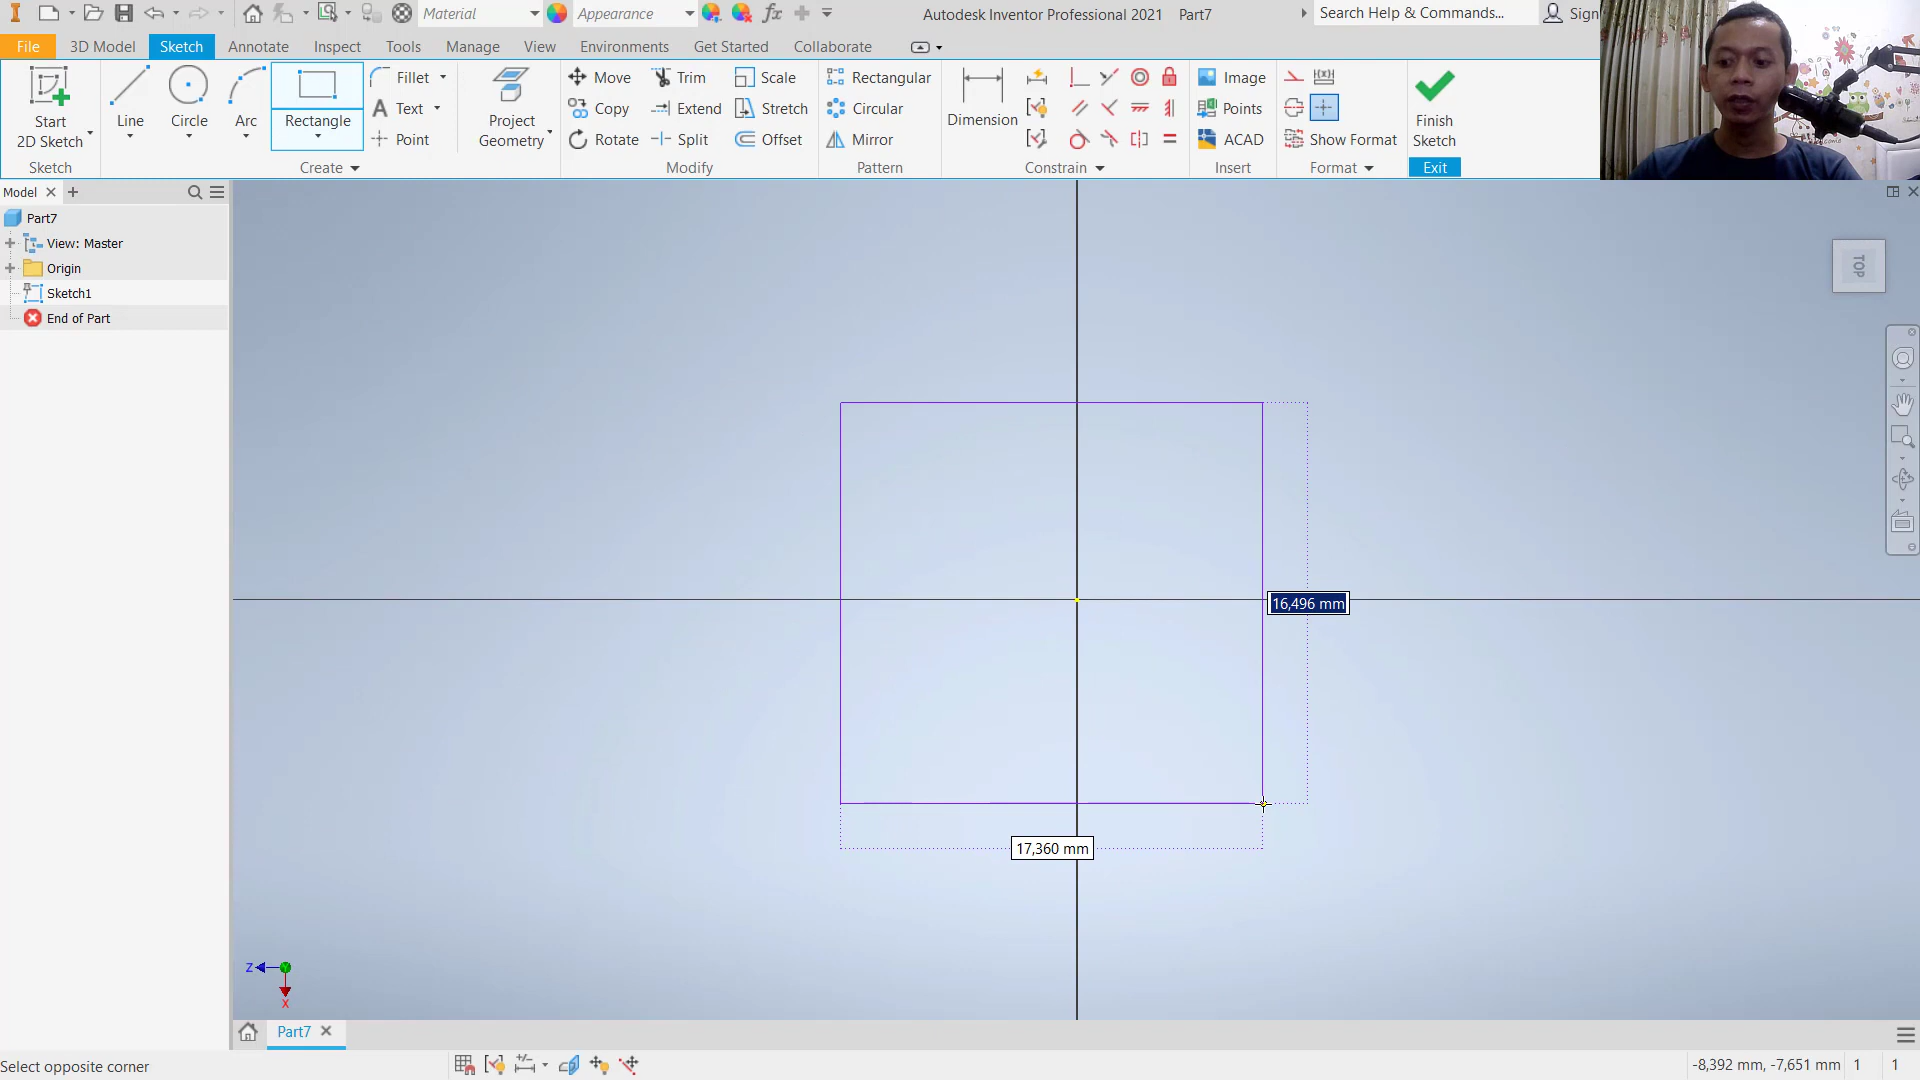 Material
Appearance
Autodesk Inventor Professional 2021 Part7
Search Help & Commands...
Sign
File
3D Model
Sketch
Annotate
Inspect
Tools
Manage
View
Environments
Get Started
Collaborate
Start
2D Sketch
Line
Circle
Arc
Rectangle
Fillet
Text
Point
Project
Geometry
Move
Copy
Rotate
Trim
Extend
Split
Scale
Stretch
Offset
Rectangular
Circular
Mirror
Dimension
Image
Points
ACAD
Show Format
Finish
Sketch
Sketch
Create
Modify
Pattern
Constrain
Insert
Format
Exit
Model
Part7
View: Master
Origin
Sketch1
End of Part
TOP
16,496 mm
17,360 mm
Z
X
Part7
Select opposite corner
-8,392 mm, -7,651 mm 1 1